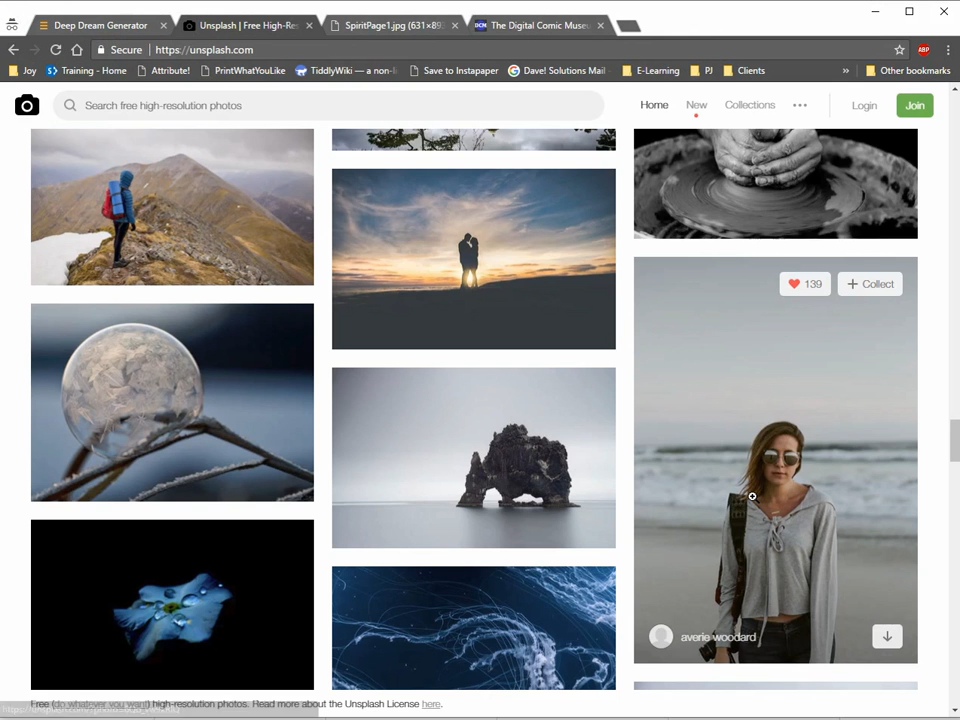 Deep Dream Generator
Unsplash | Free High-Res
SpiritPage1.jpg (631×89
The Digital Comic Muse
Secure | https://unsplash.com
ABP
Joy
Training - Home
Attribute!
PrintWhatYouLike
TiddlyWiki — a non-li
Save to Instapaper
Dave! Solutions Mail
E-Learning
PJ
Clients
»
Other bookmarks
Search free high-resolution photos
Home
New
Collections
Login
Join
139
Collect
averie woodard
Free (do whatever you want) high-resolution photos. Read more about the Unsplash License here.